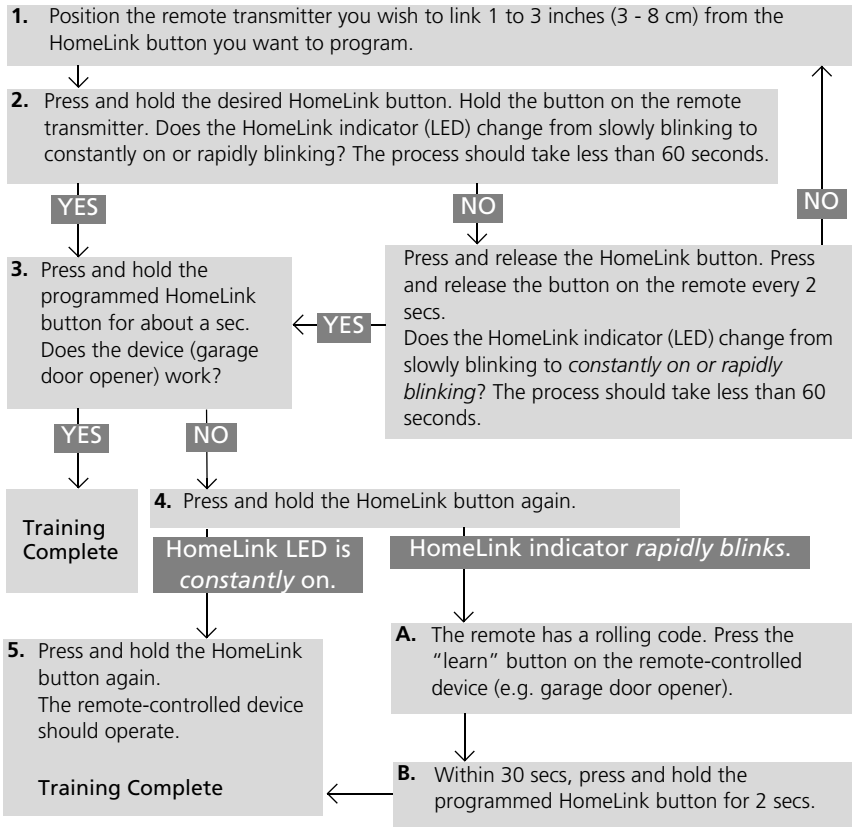 1. Position the remote transmitter you wish to link 1 to 3 inches (3 - 8 cm) from the
HomeLink button you want to program.
2. Press and hold the desired HomeLink button. Hold the button on the remote
transmitter. Does the HomeLink indicator (LED) change from slowly blinking to
constantly on or rapidly blinking? The process should take less than 60 seconds.
YES
NO
NO
3. Press and hold the
programmed HomeLink
button for about a sec.
Does the device (garage
door opener) work?
YES
Press and release the HomeLink button. Press
and release the button on the remote every 2
secs.
Does the HomeLink indicator (LED) change from
slowly blinking to constantly on or rapidly
blinking? The process should take less than 60
seconds.
YES
NO
Training
Complete
4. Press and hold the HomeLink button again.
HomeLink LED is
constantly on.
HomeLink indicator rapidly blinks.
5. Press and hold the HomeLink
button again.
The remote-controlled device
should operate.
Training Complete
A. The remote has a rolling code. Press the
“learn” button on the remote-controlled
device (e.g. garage door opener).
B. Within 30 secs, press and hold the
programmed HomeLink button for 2 secs.